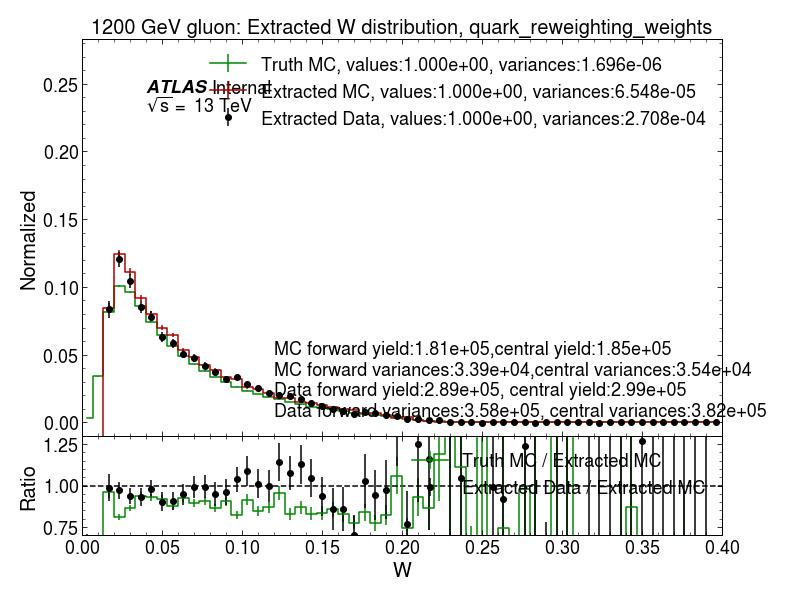 1200 GeV gluon: Extracted W distribution, quark_reweighting_weights
Truth MC, values:1.000e+00, variances:1.696e-06
ATLAS Internal
Extracted MC, values:1.000e+00, variances:6.548e-05
√s = 13 TeV
Extracted Data, values:1.000e+00, variances:2.708e-04
Normalized
0.25
0.20
0.15
0.10
0.05
0.00
MC forward yield:1.81e+05,central yield:1.85e+05
MC forward variances:3.39e+04,central variances:3.54e+04
Data forward yield:2.89e+05, central yield:2.99e+05
Data forward variances:3.58e+05, central variances:3.82e+05
Ratio
1.25
1.00
0.75
Truth MC / Extracted MC
Extracted Data / Extracted MC
0.00 0.05 0.10 0.15 0.20 0.25 0.30 0.35 0.40
W